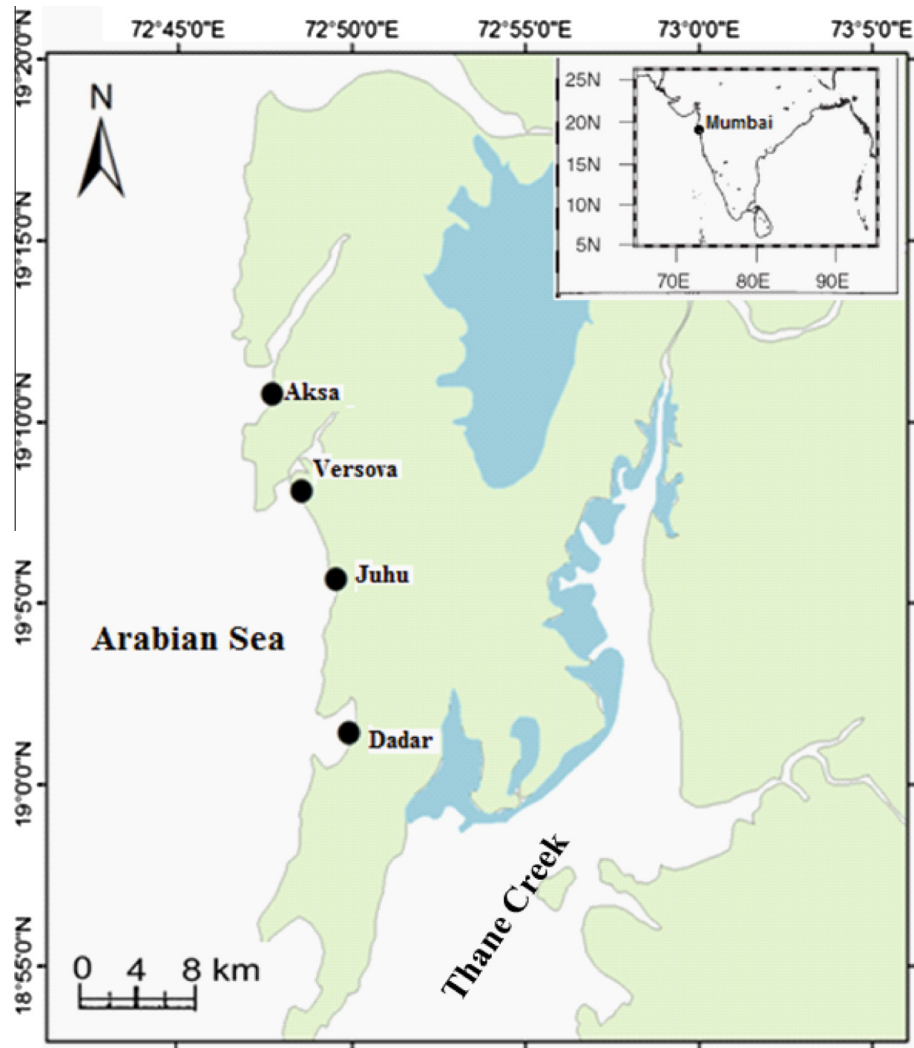 72°45'0"E 72°50'0"E 72°55'0"E 73°0'0"E 73°5'0"E
19°20'0"N
N
25N
20N
15N
10N
5N
Mumbai
70E 80E 90E
19°15'0"N
Aksa
19°10'0"N
Versova
Juhu
19°5'0"N
Arabian Sea
Dadar
19°0'0"N
Thane Creek
18°55'0"N
0 4 8 km